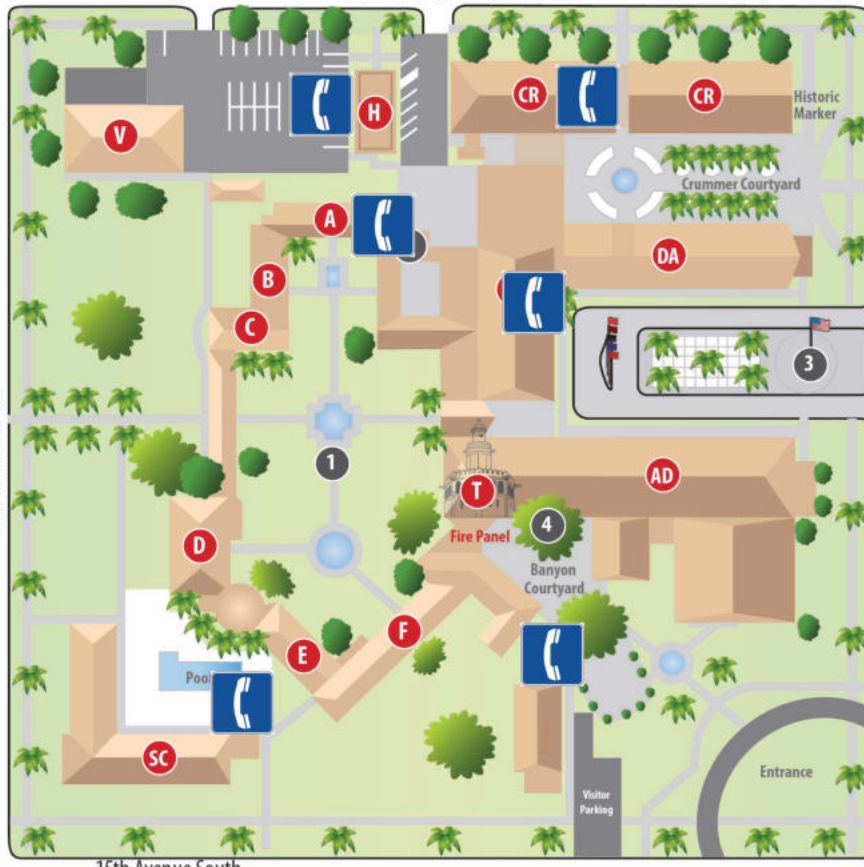 H
CR
CR
V
Historic
Marker
Crummer Courtyard
A
B
DA
C
3
1
T
AD
4
Fire Panel
D
Banyon
Courtyard
F
E
Pool
SC
Entrance
Visitor
Parking
15th Avenue South